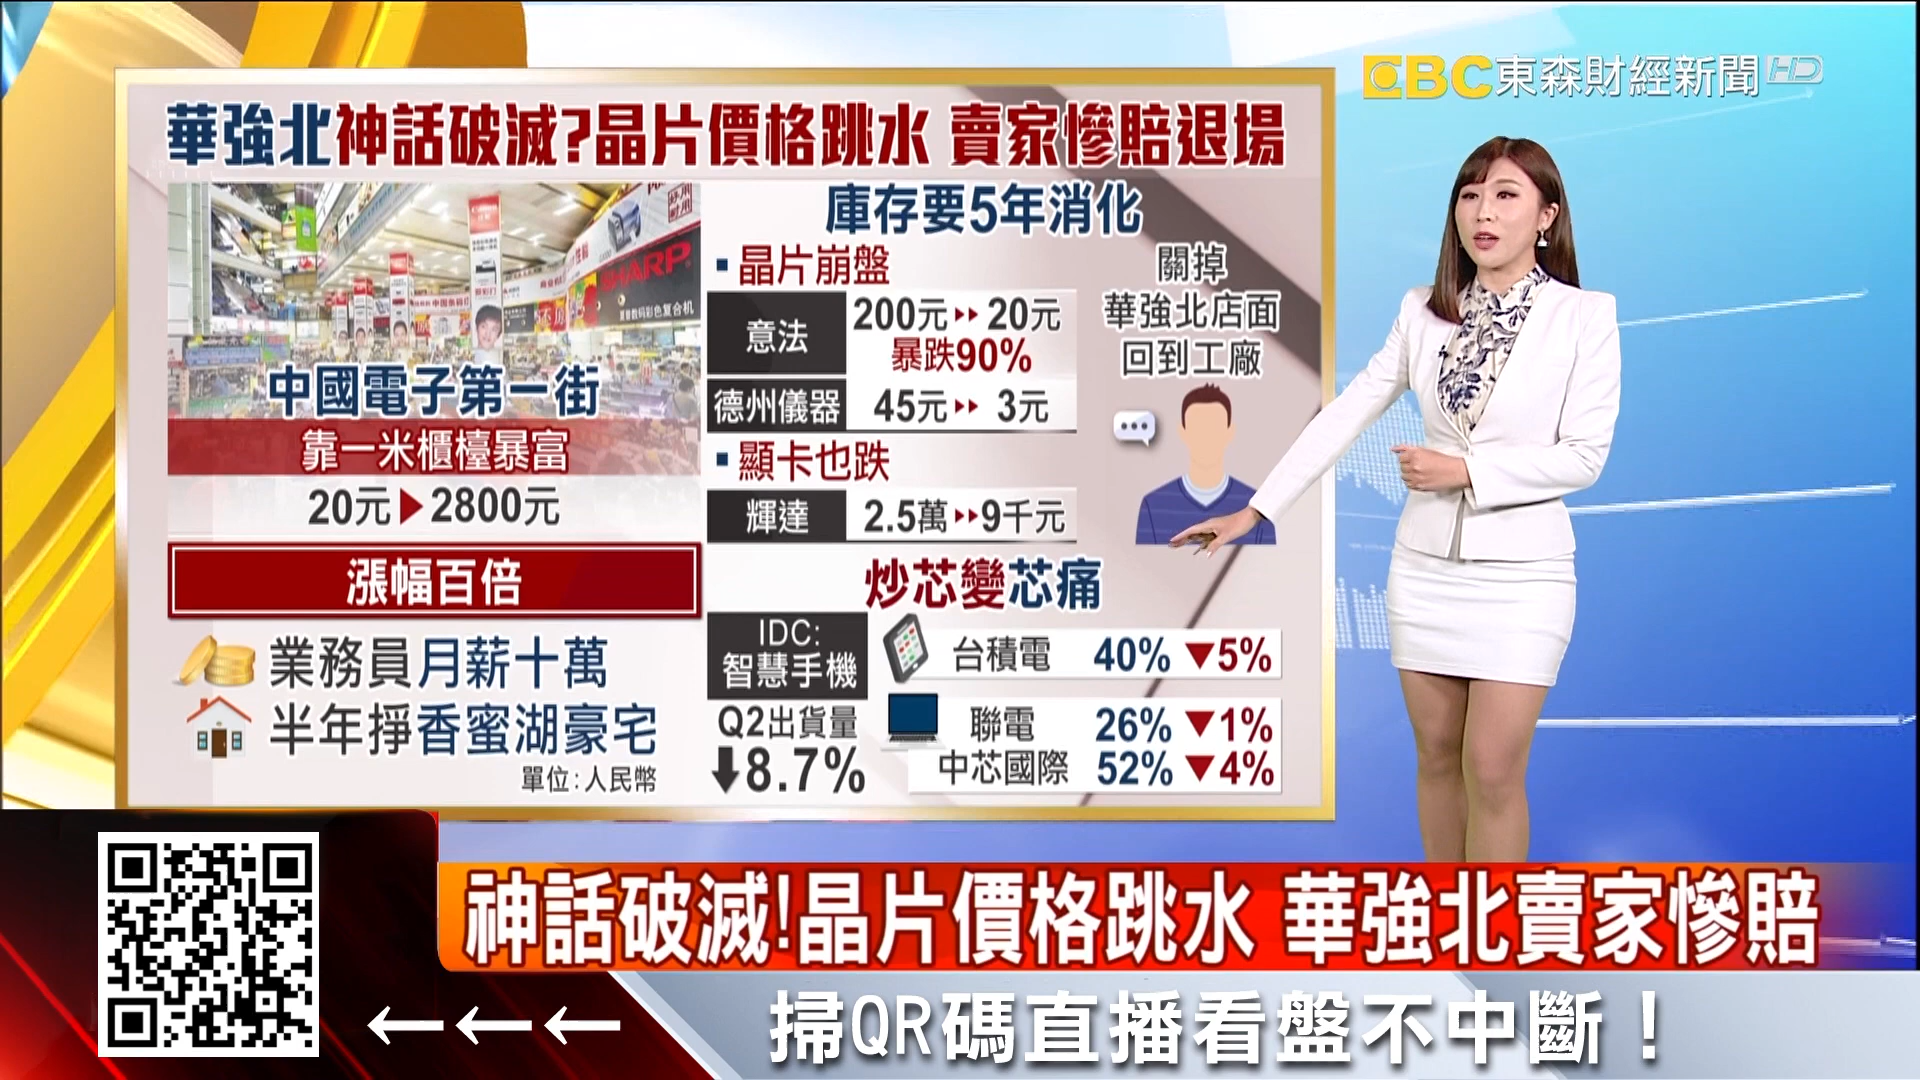 EBC東森財經新聞HD
華強北神話破滅?晶片價格跳水 賣家慘賠退場
Canon
SHARP
中國電子第一街
靠一米櫃檯暴富
20元▶2800元
漲幅百倍
業務員月薪十萬
半年掙香蜜湖豪宅
單位:人民幣
庫存要5年消化
▪晶片崩盤
意法 200元▸▸20元
暴跌90%
德州儀器 45元▸▸ 3元
▪顯卡也跌
輝達 2.5萬▸▸9千元
關掉
華強北店面
回到工廠
炒芯變芯痛
IDC:
智慧手機
Q2出貨量
⬇8.7%
台積電 40% ▼5%
聯電 26% ▼1%
中芯國際 52% ▼4%
神話破滅!晶片價格跳水 華強北賣家慘賠
←←← 掃QR碼直播看盤不中斷!